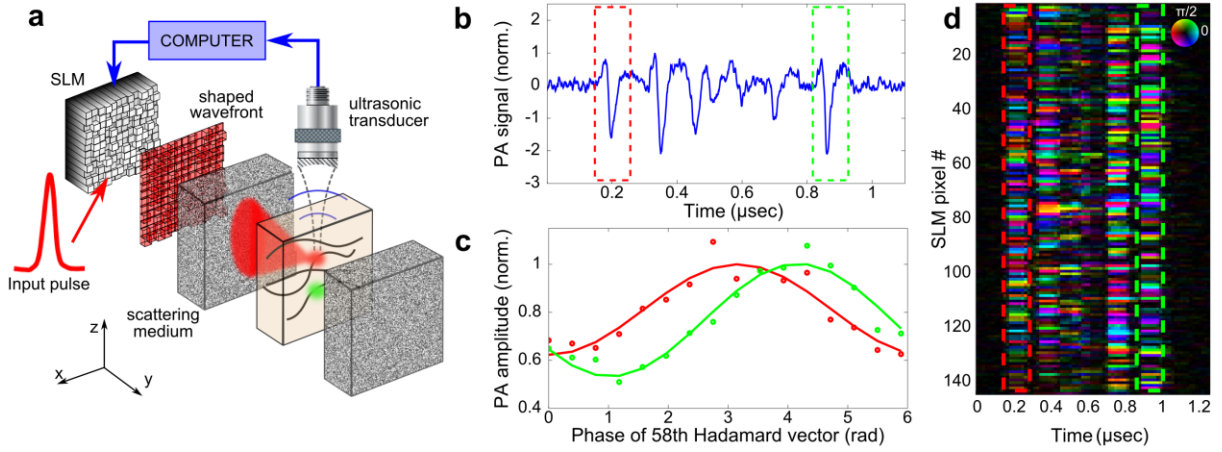 a
COMPUTER
SLM
shaped
wavefront
ultrasonic
transducer
Input pulse
scattering
medium
z
x
y
b
PA signal (norm.)
2
1
0
-1
-2
-3
0.2 0.4 0.6 0.8 1
Time (µsec)
c
PA amplitude (norm.)
1
0.8
0.6
0.4
0 1 2 3 4 5 6
Phase of 58th Hadamard vector (rad)
d
π/2
0
SLM pixel #
20
40
60
80
100
120
140
0 0.2 0.4 0.6 0.8 1 1.2
Time (µsec)